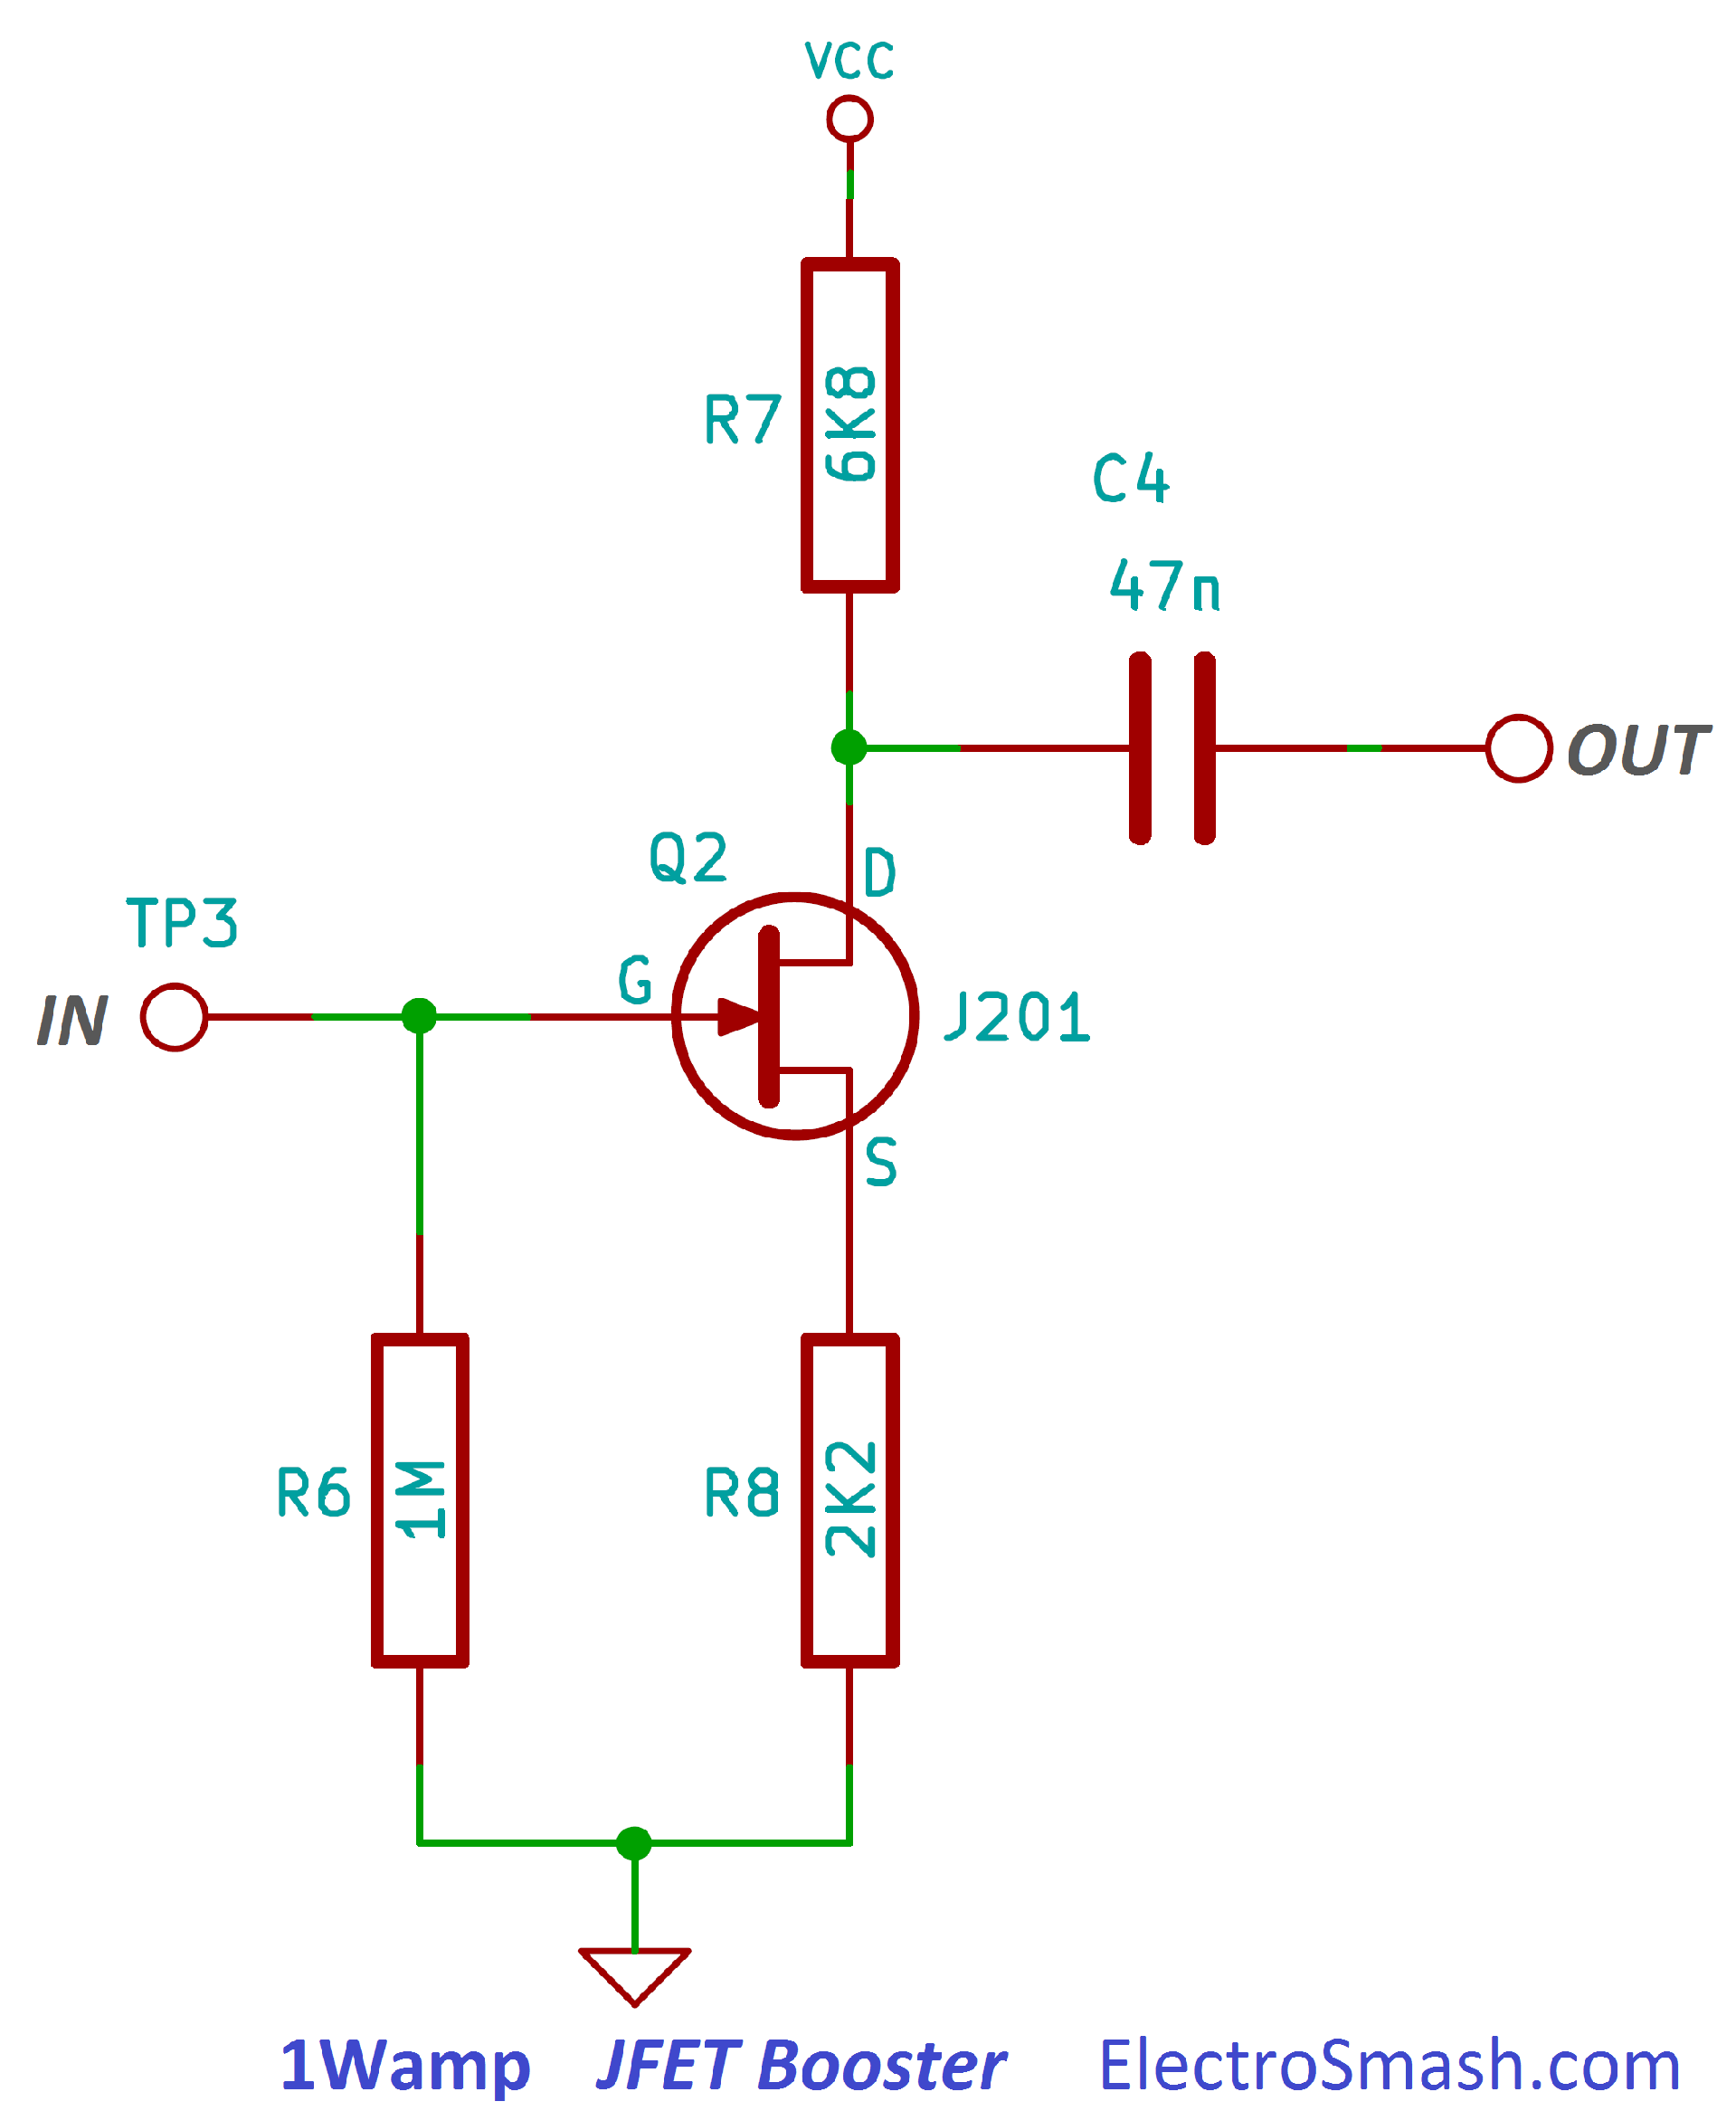 VCC
R7
6K8
C4
47n
OUT
Q2
D
TP3
G
IN
J201
S
R6
1M
R8
2K2
1Wamp JFET Booster ElectroSmash.com